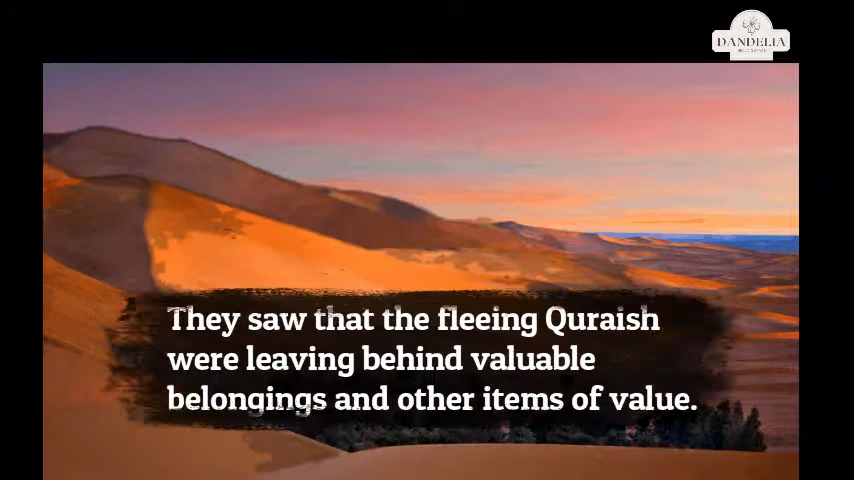 DANDELIA
They saw that the fleeing Quraish
were leaving behind valuable
belongings and other items of value.